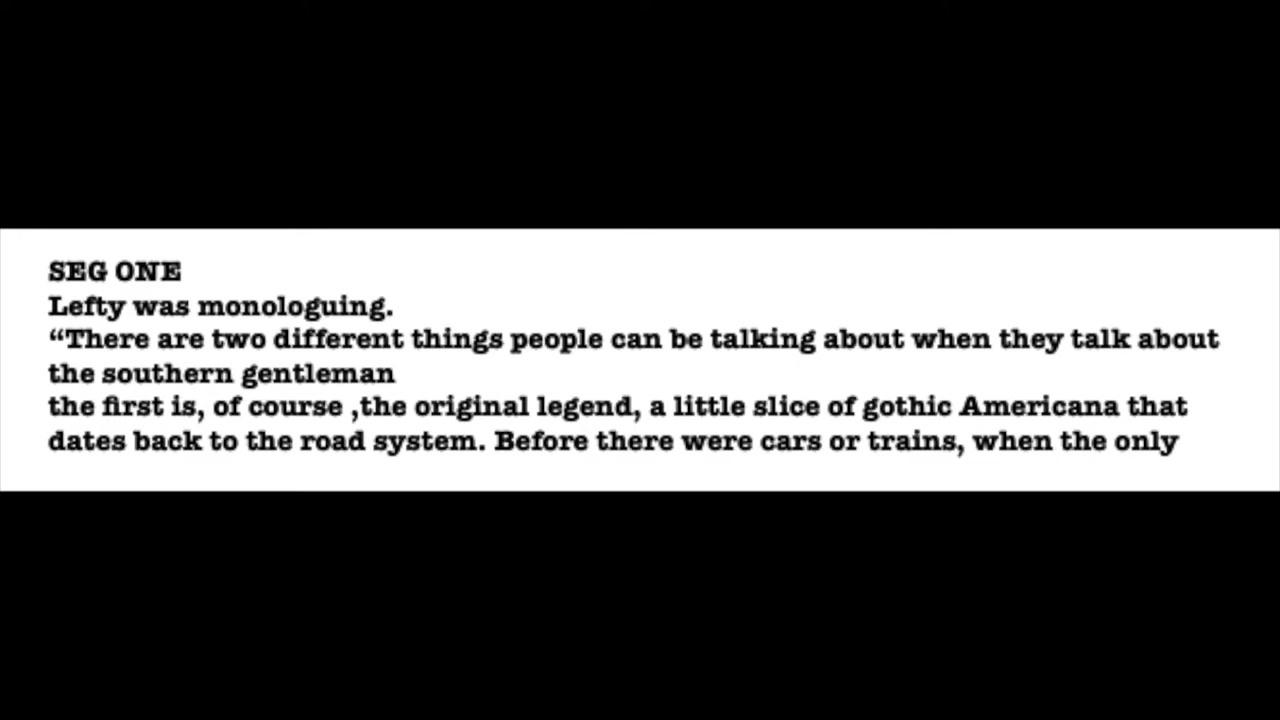 SEG ONE
Lefty was monologuing.
“There are two different things people can be talking about when they talk about
the southern gentleman
the first is, of course ,the original legend, a little slice of gothic Americana that
dates back to the road system. Before there were cars or trains, when the only